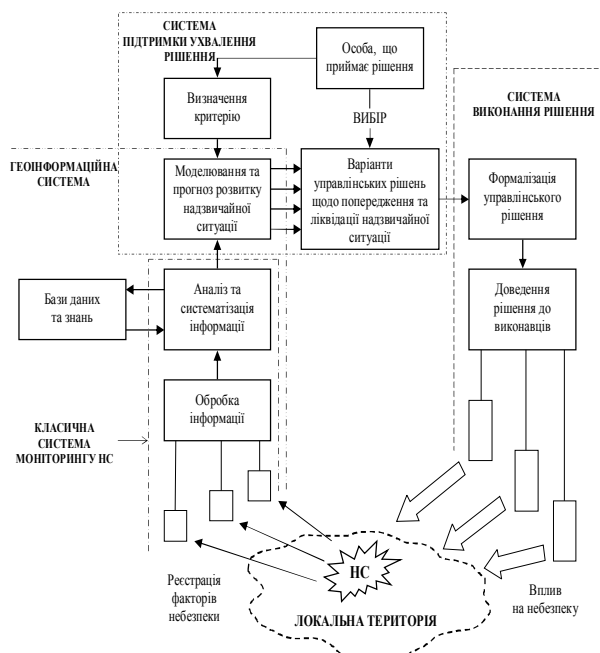 СИСТЕМА
ПІДТРИМКИ УХВАЛЕННЯ
РІШЕННЯ
Особа, що
приймає рішення
Визначення
критерію
ВИБІР
СИСТЕМА
ВИКОНАННЯ РІШЕННЯ
ГЕОІНФОРМАЦІЙНА
СИСТЕМА
Моделювання та
прогноз розвитку
надзвичайної
ситуації
Варіанти
управлінських рішень
щодо попередження та
ліквідації надзвичайної
ситуації
Формалізація
управлінського
рішення
Бази даних
та знань
Аналіз та
систематізація
інформації
Доведення
рішення до
виконавців
Обробка
інформації
КЛАСИЧНА
СИСТЕМА
МОНІТОРИНГУ НС
НС
Реєстрація
факторів
небезпеки
ЛОКАЛЬНА ТЕРИТОРІЯ
Вплив
на небезпеку